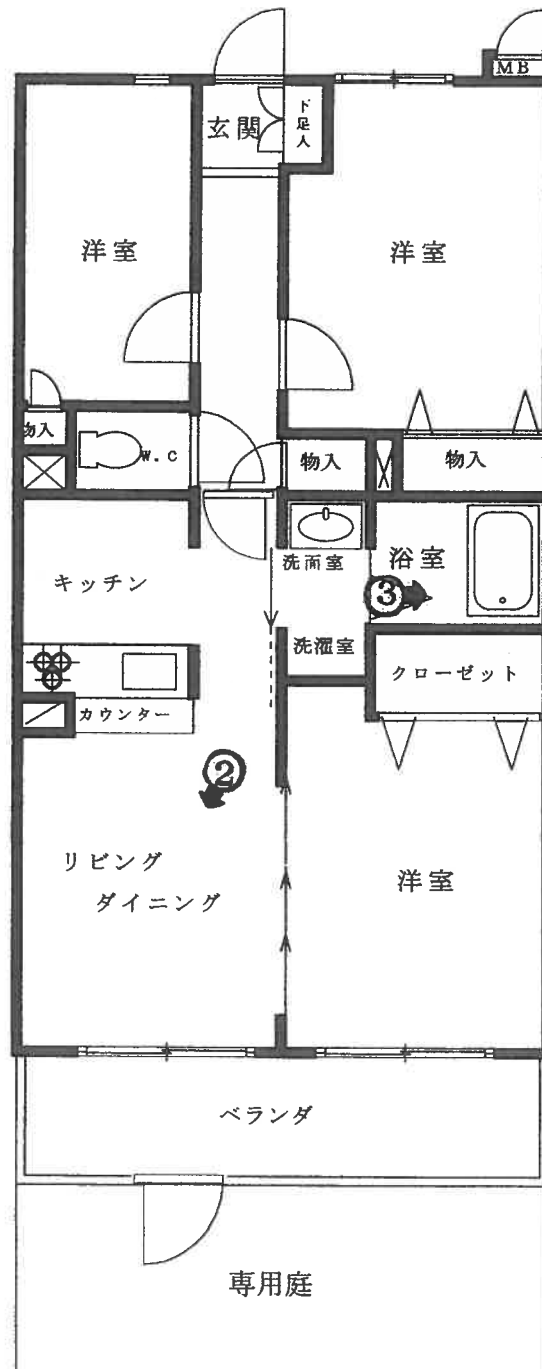 MB
玄関
下足入
洋室
洋室
物入
W.C
物入
物入
キッチン
洗面室
浴室
③
洗濯室
クローゼット
カウンター
②
リビング
ダイニング
洋室
ベランダ
専用庭